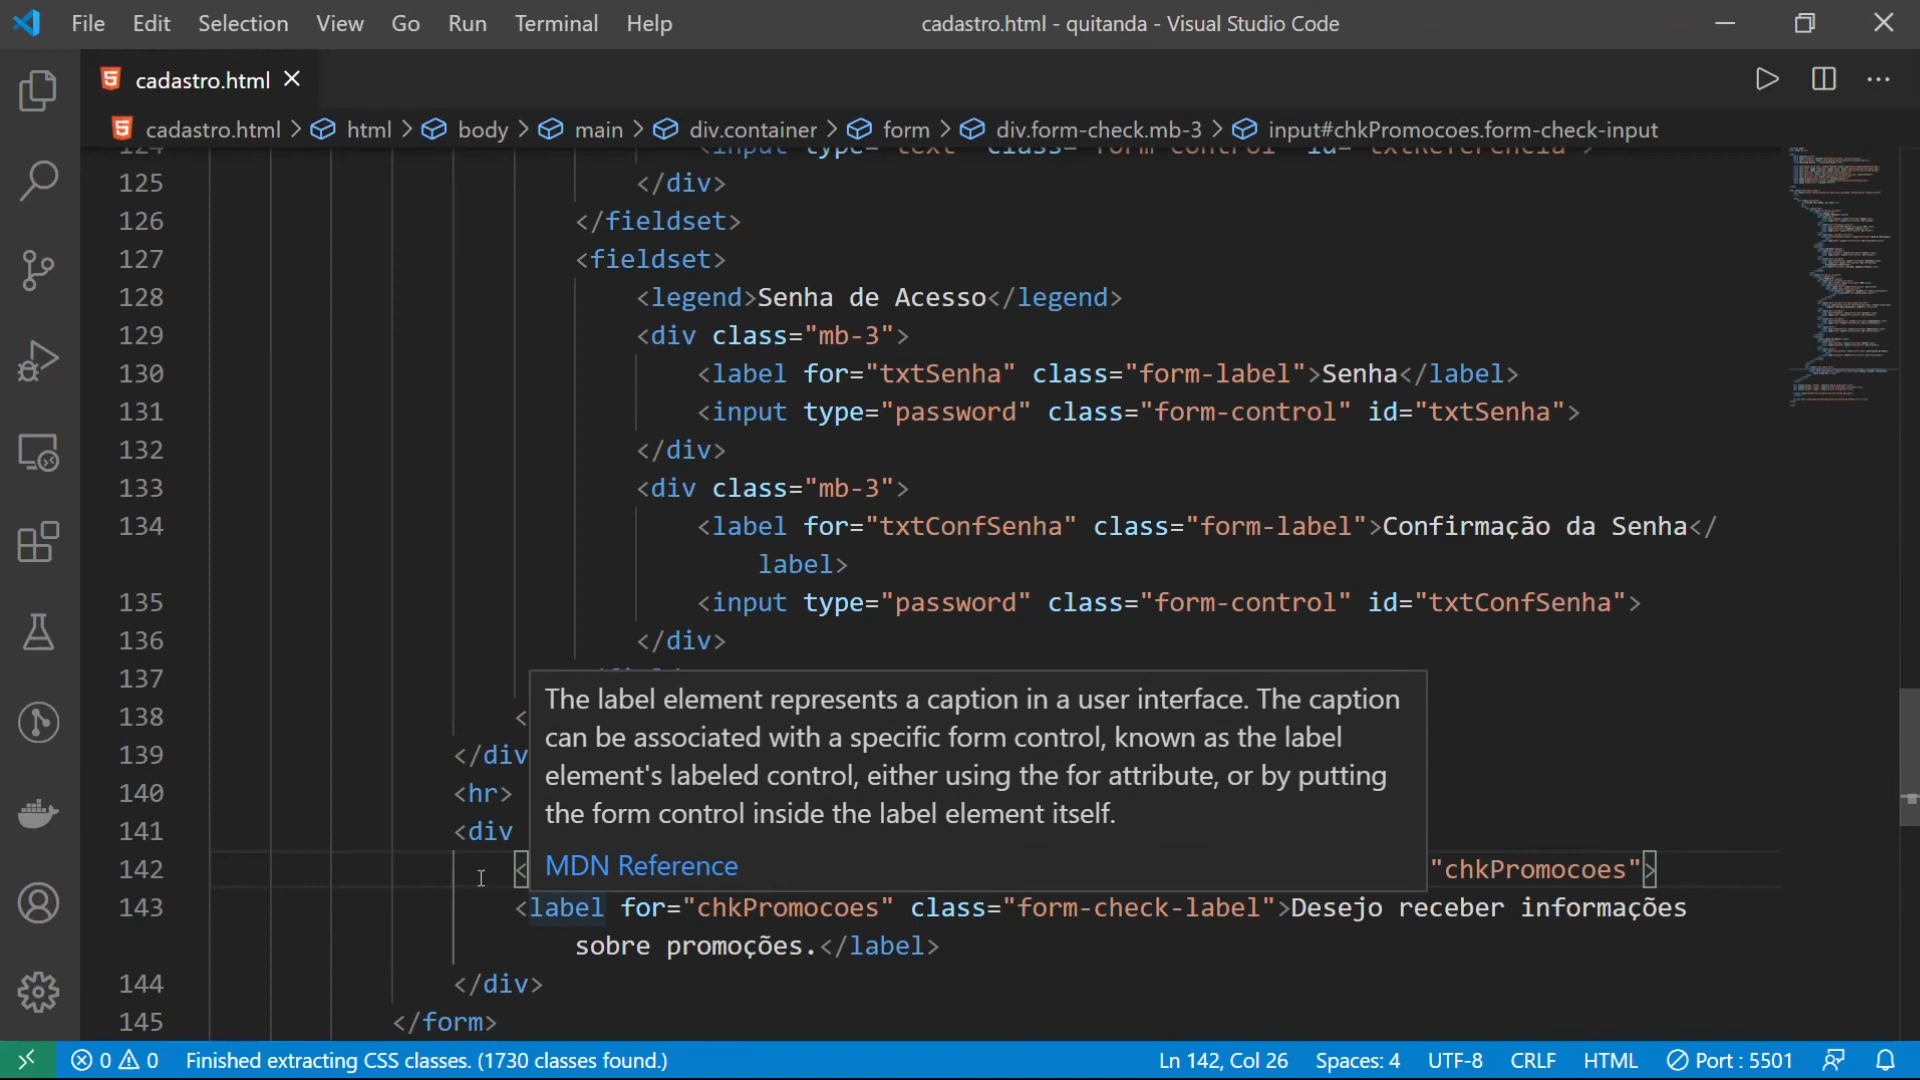 File Edit Selection View Go Run Terminal Help cadastro.html - quitanda - Visual Studio Code
cadastro.html
cadastro.html > html > body > main > div.container > form > div.form-check.mb-3 > input#chkPromocoes.form-check-input
124 <input type="text" class="form-control" id="txtReferencia">
125 </div>
126 </fieldset>
127 <fieldset>
128 <legend>Senha de Acesso</legend>
129 <div class="mb-3">
130 <label for="txtSenha" class="form-label">Senha</label>
131 <input type="password" class="form-control" id="txtSenha">
132 </div>
133 <div class="mb-3">
134 <label for="txtConfSenha" class="form-label">Confirmação da Senha</
label>
135 <input type="password" class="form-control" id="txtConfSenha">
136 </div>
137
The label element represents a caption in a user interface. The caption
138 <
can be associated with a specific form control, known as the label
139 </div
element's labeled control, either using the for attribute, or by putting
140 <hr>
the form control inside the label element itself.
141 <div
MDN Reference
142 < "chkPromocoes">
143 <label for="chkPromocoes" class="form-check-label">Desejo receber informações
sobre promoções.</label>
144 </div>
145 </form>
0 0 Finished extracting CSS classes. (1730 classes found.) Ln 142, Col 26 Spaces: 4 UTF-8 CRLF HTML Port : 5501